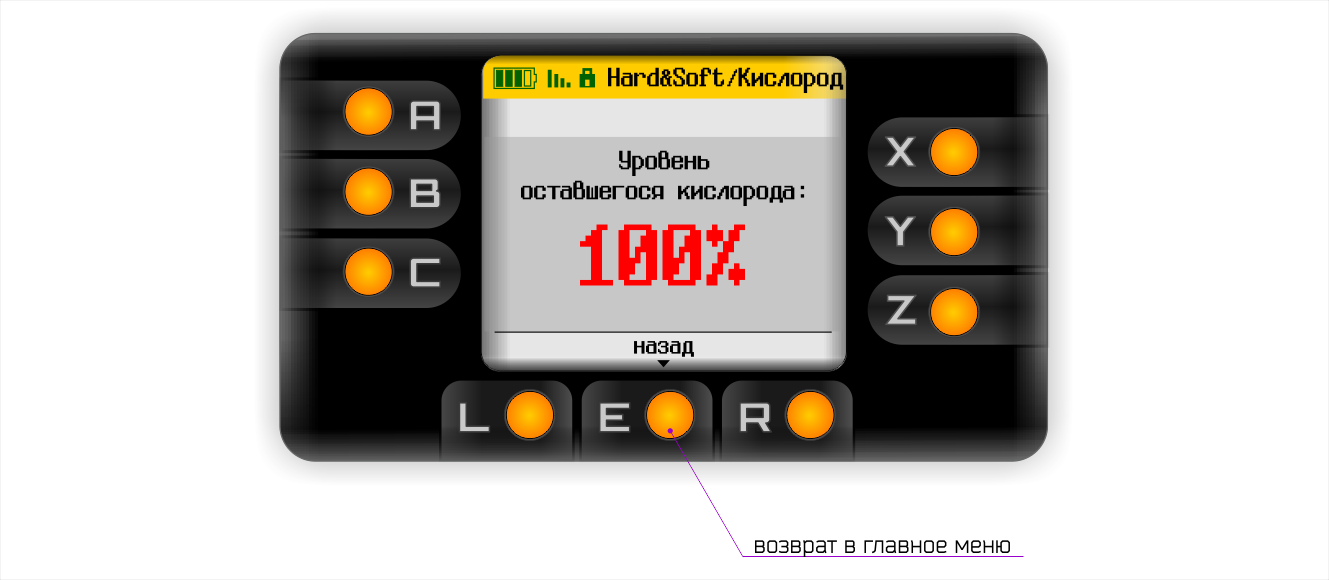 Hard&Soft/Кислород
A
B
C
X
Y
Z
Уровень
оставшегося кислорода:
100%
назад
L
E
R
возврат в главное меню